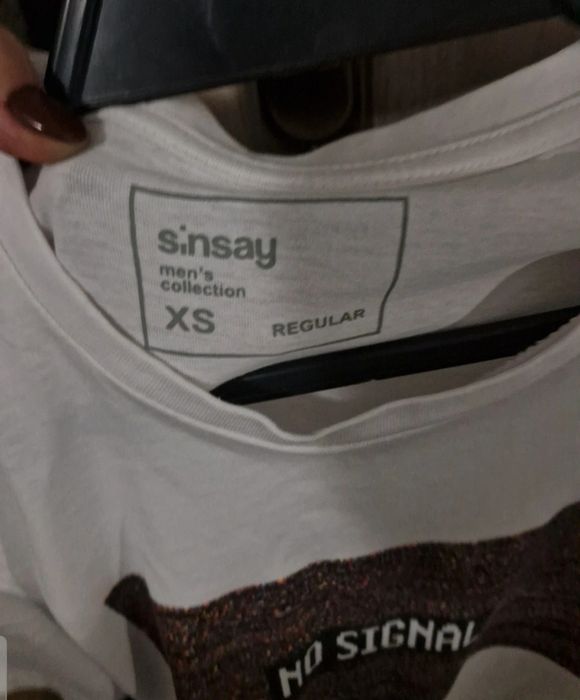 sinsay
men's
collection
XS
REGULAR
NO SIGNAL